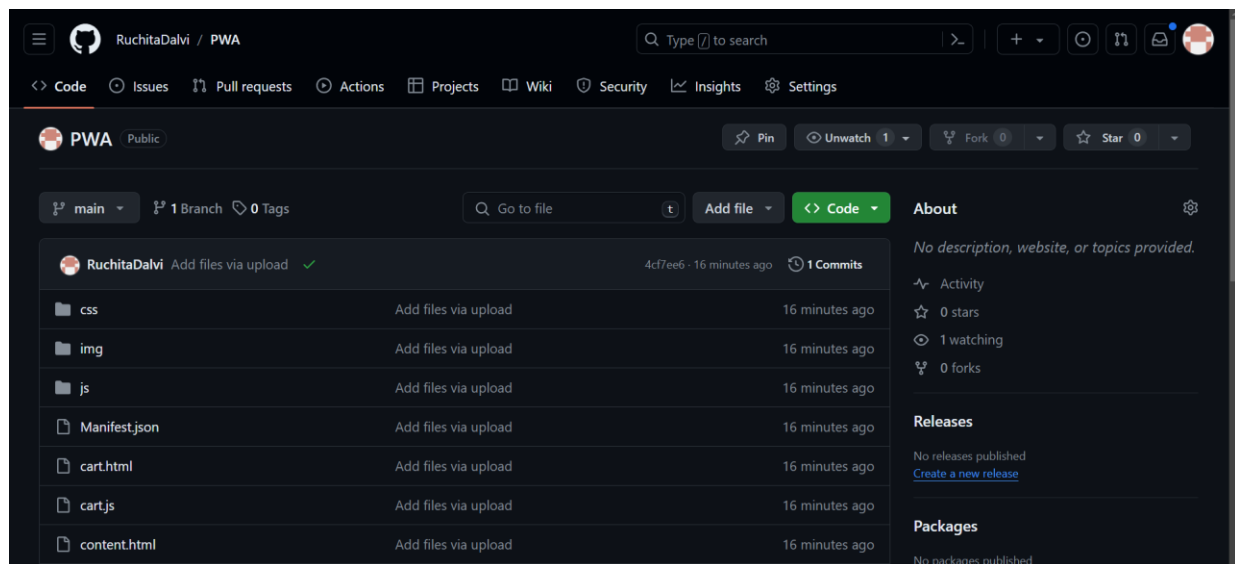 RuchitaDalvi / PWA
Type / to search
Code Issues Pull requests Actions Projects Wiki Security Insights Settings
PWA Public
Pin Unwatch 1 Fork 0 Star 0
main 1 Branch 0 Tags
Go to file t Add file Code
RuchitaDalvi Add files via upload 4cf7ee6 · 16 minutes ago 1 Commits
css Add files via upload 16 minutes ago
img Add files via upload 16 minutes ago
js Add files via upload 16 minutes ago
Manifest.json Add files via upload 16 minutes ago
cart.html Add files via upload 16 minutes ago
cart.js Add files via upload 16 minutes ago
content.html Add files via upload 16 minutes ago
About
No description, website, or topics provided.
Activity
0 stars
1 watching
0 forks
Releases
No releases published
Create a new release
Packages
No packages published